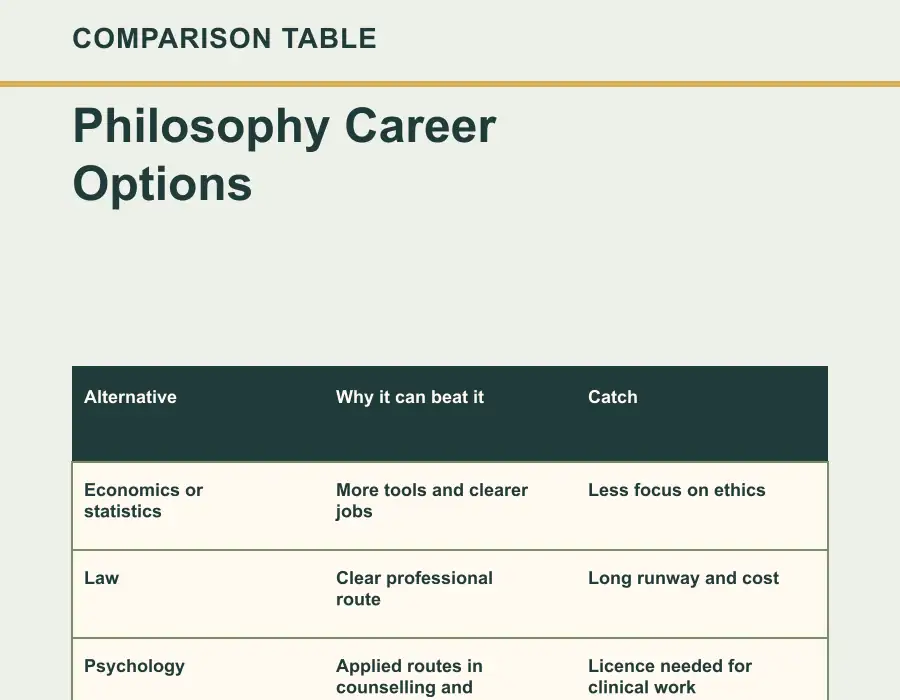 COMPARISON TABLE
Philosophy Career
Options
Alternative
Why it can beat it
Catch
Economics or
statistics
More tools and clearer
jobs
Less focus on ethics
Law
Clear professional
route
Long runway and cost
Psychology
Applied routes in
counselling and
Licence needed for
clinical work